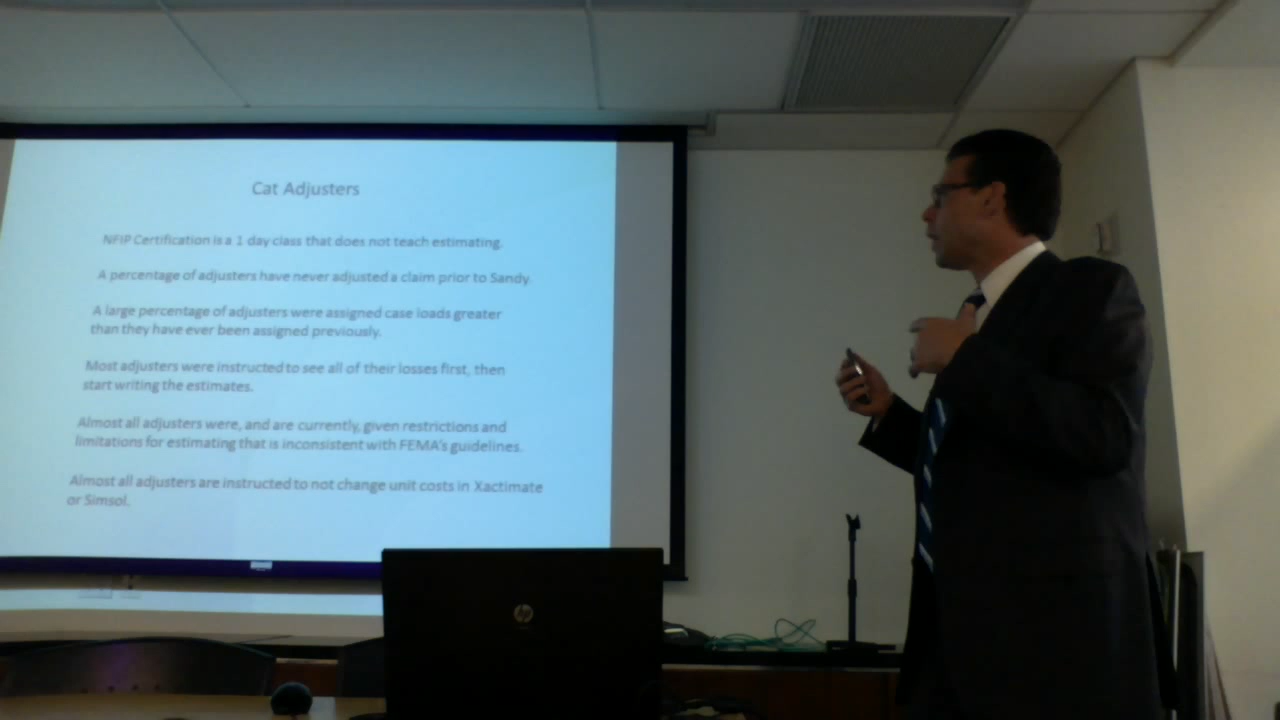 Cat Adjusters
NFIP Certification is a 1 day class that does not teach estimating.
A percentage of adjusters have never adjusted a claim prior to Sandy.
A large percentage of adjusters were assigned case loads greater
than they have ever been assigned previously.
Most adjusters were instructed to see all of their losses first, then
start writing the estimates.
Almost all adjusters were, and are currently, given restrictions and
limitations for estimating that is inconsistent with FEMA's guidelines.
Almost all adjusters are instructed to not change unit costs in Xactimate
or Simsol.
hp